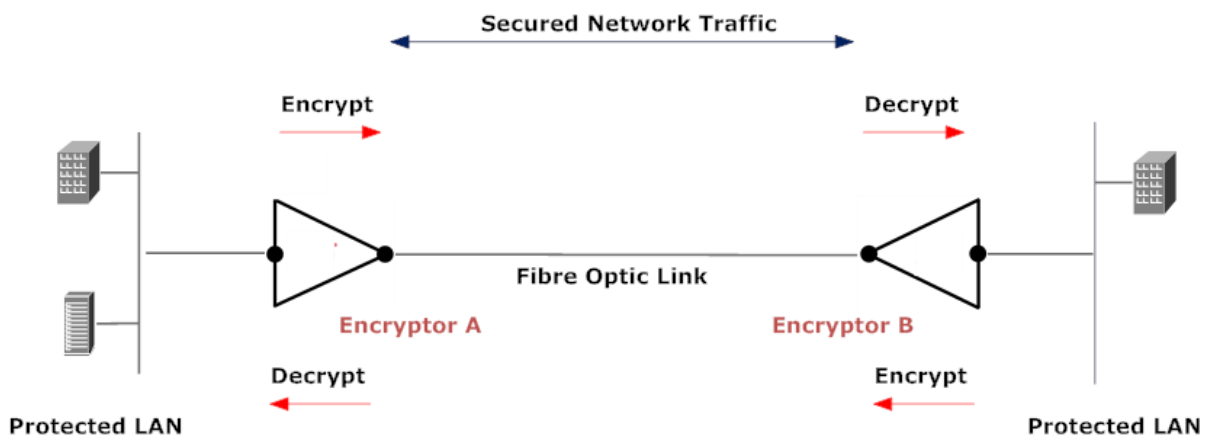 Secured Network Traffic
Encrypt
Decrypt
Fibre Optic Link
Encryptor A
Encryptor B
Decrypt
Encrypt
Protected LAN
Protected LAN